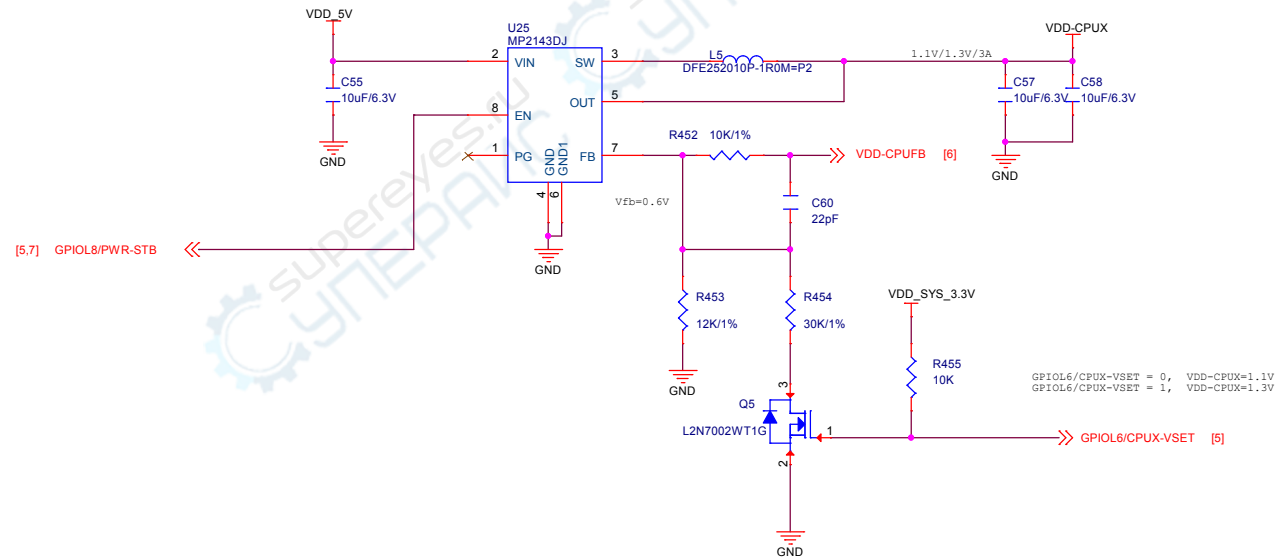 VDD_5V
U25
MP2143DJ
2
VIN
SW
3
L5
DFE252010P-1R0M=P2
1.1V/1.3V/3A
VDD-CPUX
C55
10uF/6.3V
OUT
5
C57
10uF/6.3V
C58
10uF/6.3V
8
EN
GND
1
PG
GND
GND1
FB
7
R452
10K/1%
VDD-CPUFB
[6]
GND
4
6
Vfb=0.6V
C60
22pF
[5,7]
GPIOL8/PWR-STB
GND
R453
12K/1%
R454
30K/1%
VDD_SYS_3.3V
R455
10K
GND
GPIOL6/CPUX-VSET = 0, VDD-CPUX=1.1V
GPIOL6/CPUX-VSET = 1, VDD-CPUX=1.3V
3
Q5
L2N7002WT1G
1
2
GPIOL6/CPUX-VSET
[5]
GND
supereyes.ru
СУПЕРАЙС